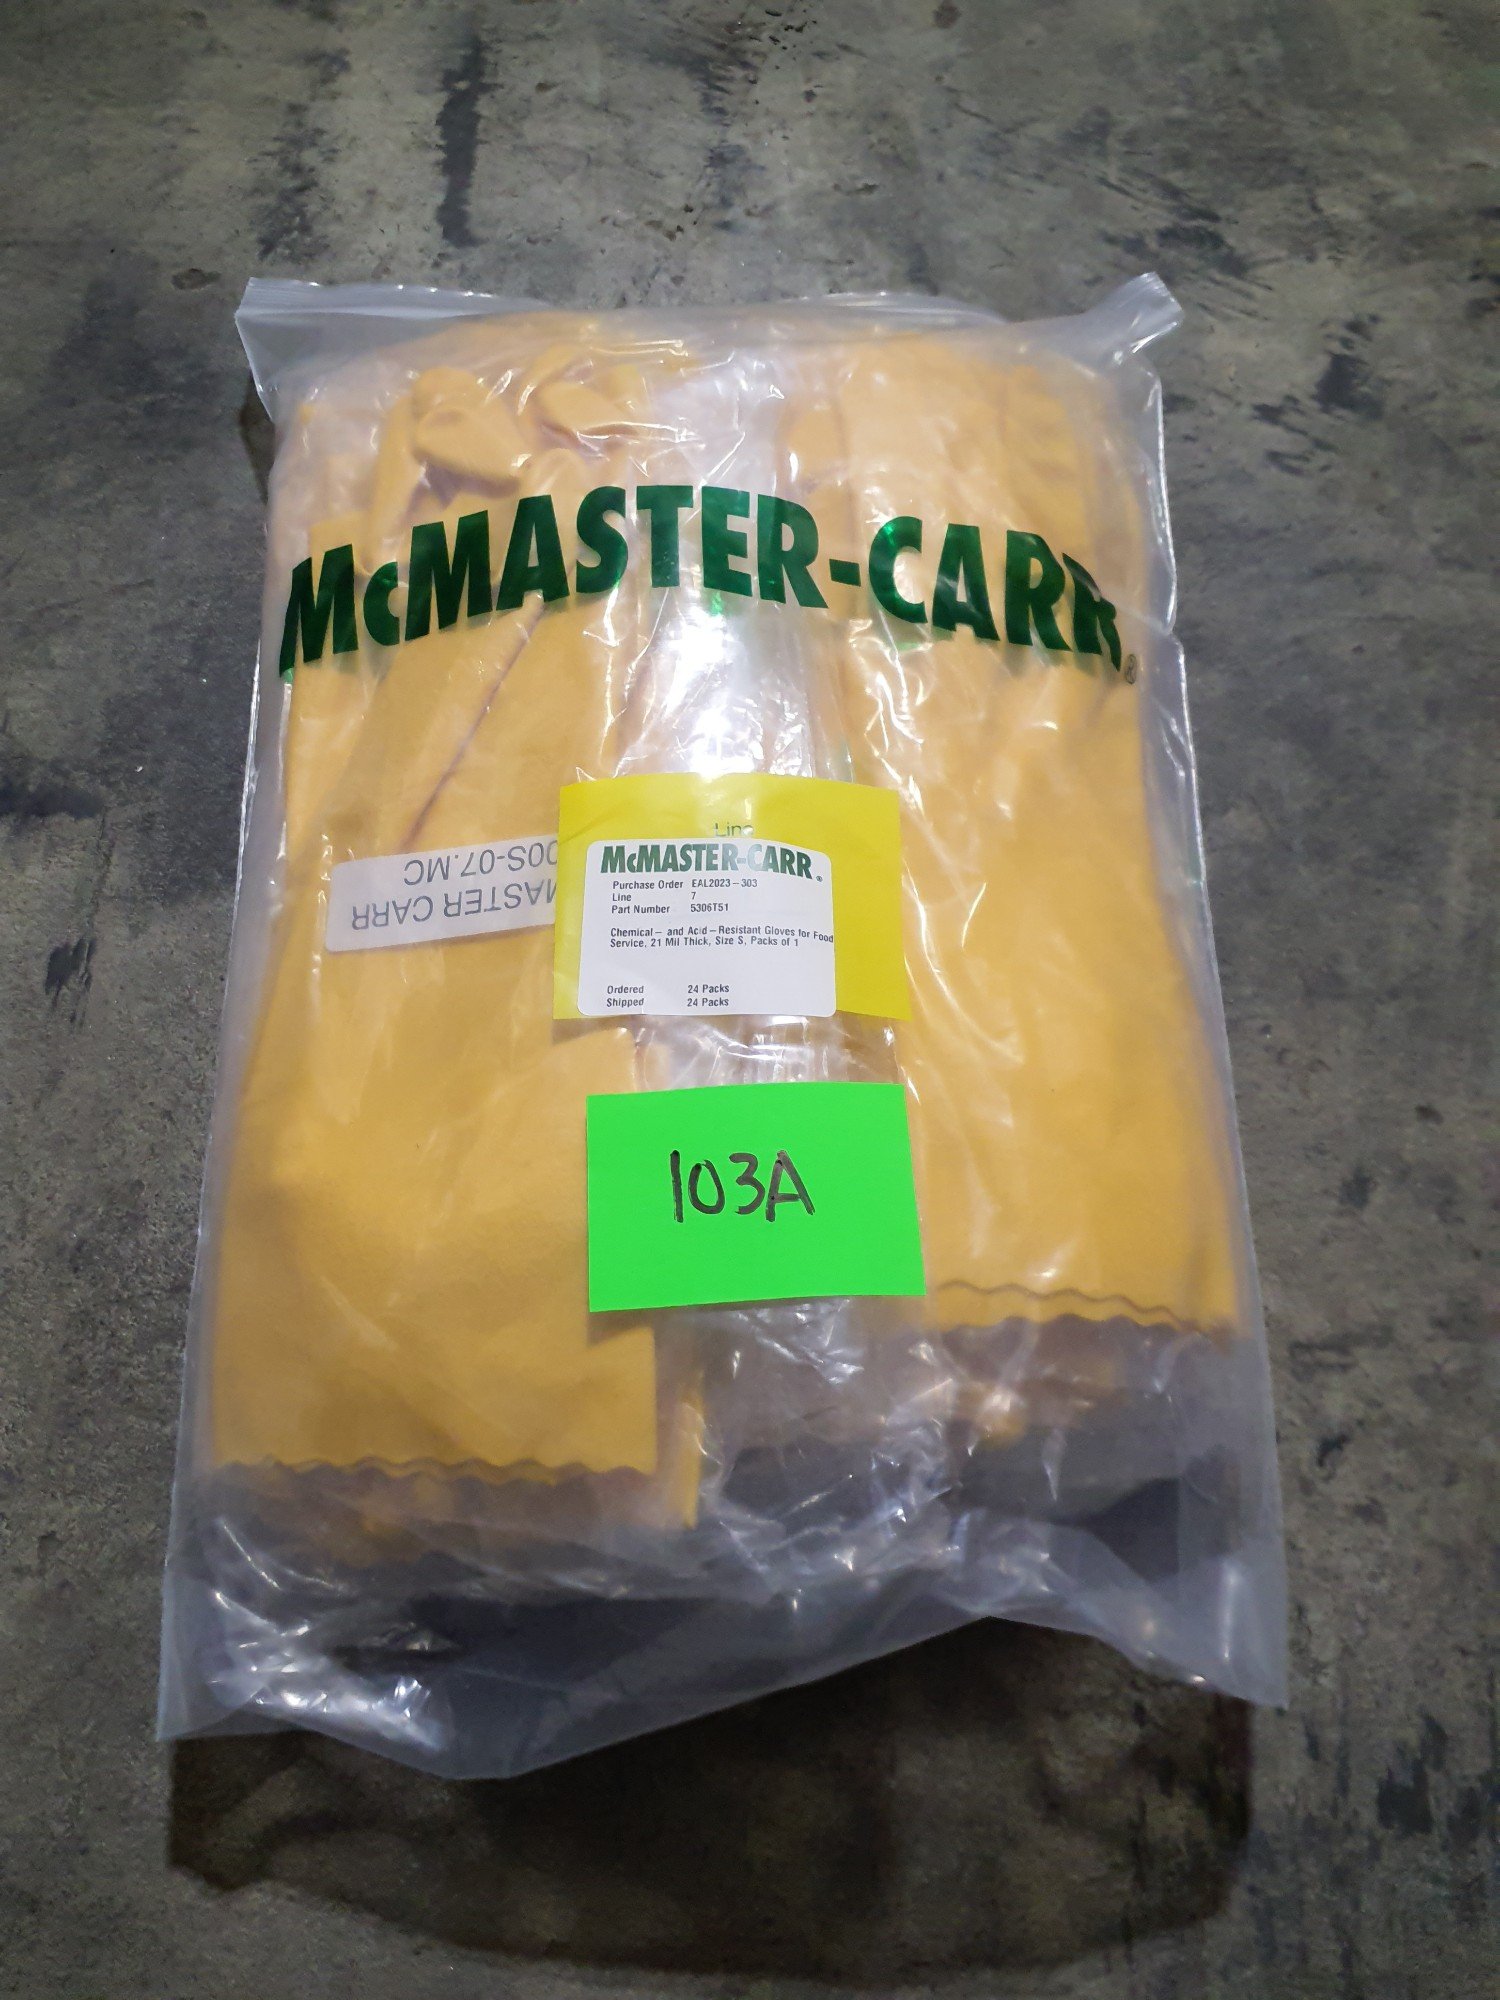 McMASTER-CARR®
00S-07.MC
MASTER CARR
Line
McMASTER-CARR®
Purchase Order EAL2023-303
Line 7
Part Number 5306T51
Chemical- and Acid-Resistant Gloves for Food
Service, 21 Mil Thick, Size S, Packs of 1
Ordered 24 Packs
Shipped 24 Packs
103A